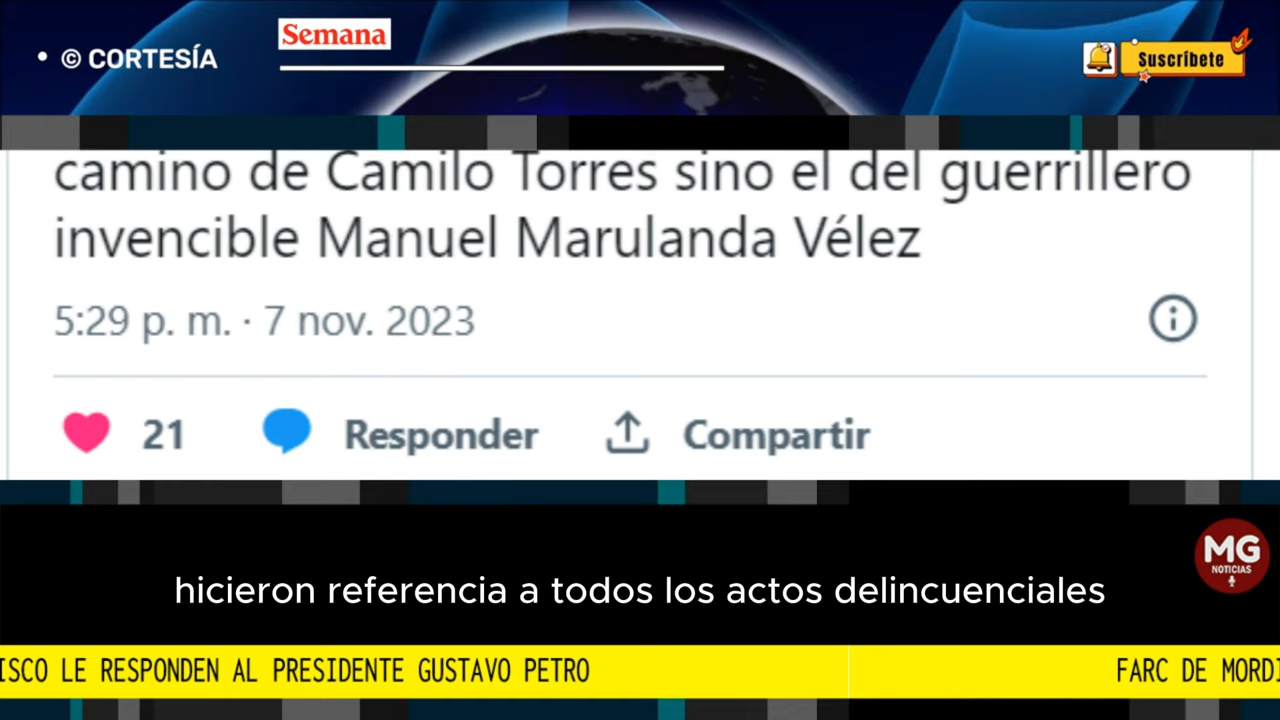 • © CORTESÍA
Semana
Suscríbete
camino de Camilo Torres sino el del guerrillero
invencible Manuel Marulanda Vélez
5:29 p. m. · 7 nov. 2023
21 Responder Compartir
MG
NOTICIAS
hicieron referencia a todos los actos delincuenciales
ISCO LE RESPONDEN AL PRESIDENTE GUSTAVO PETRO
FARC DE MORDI